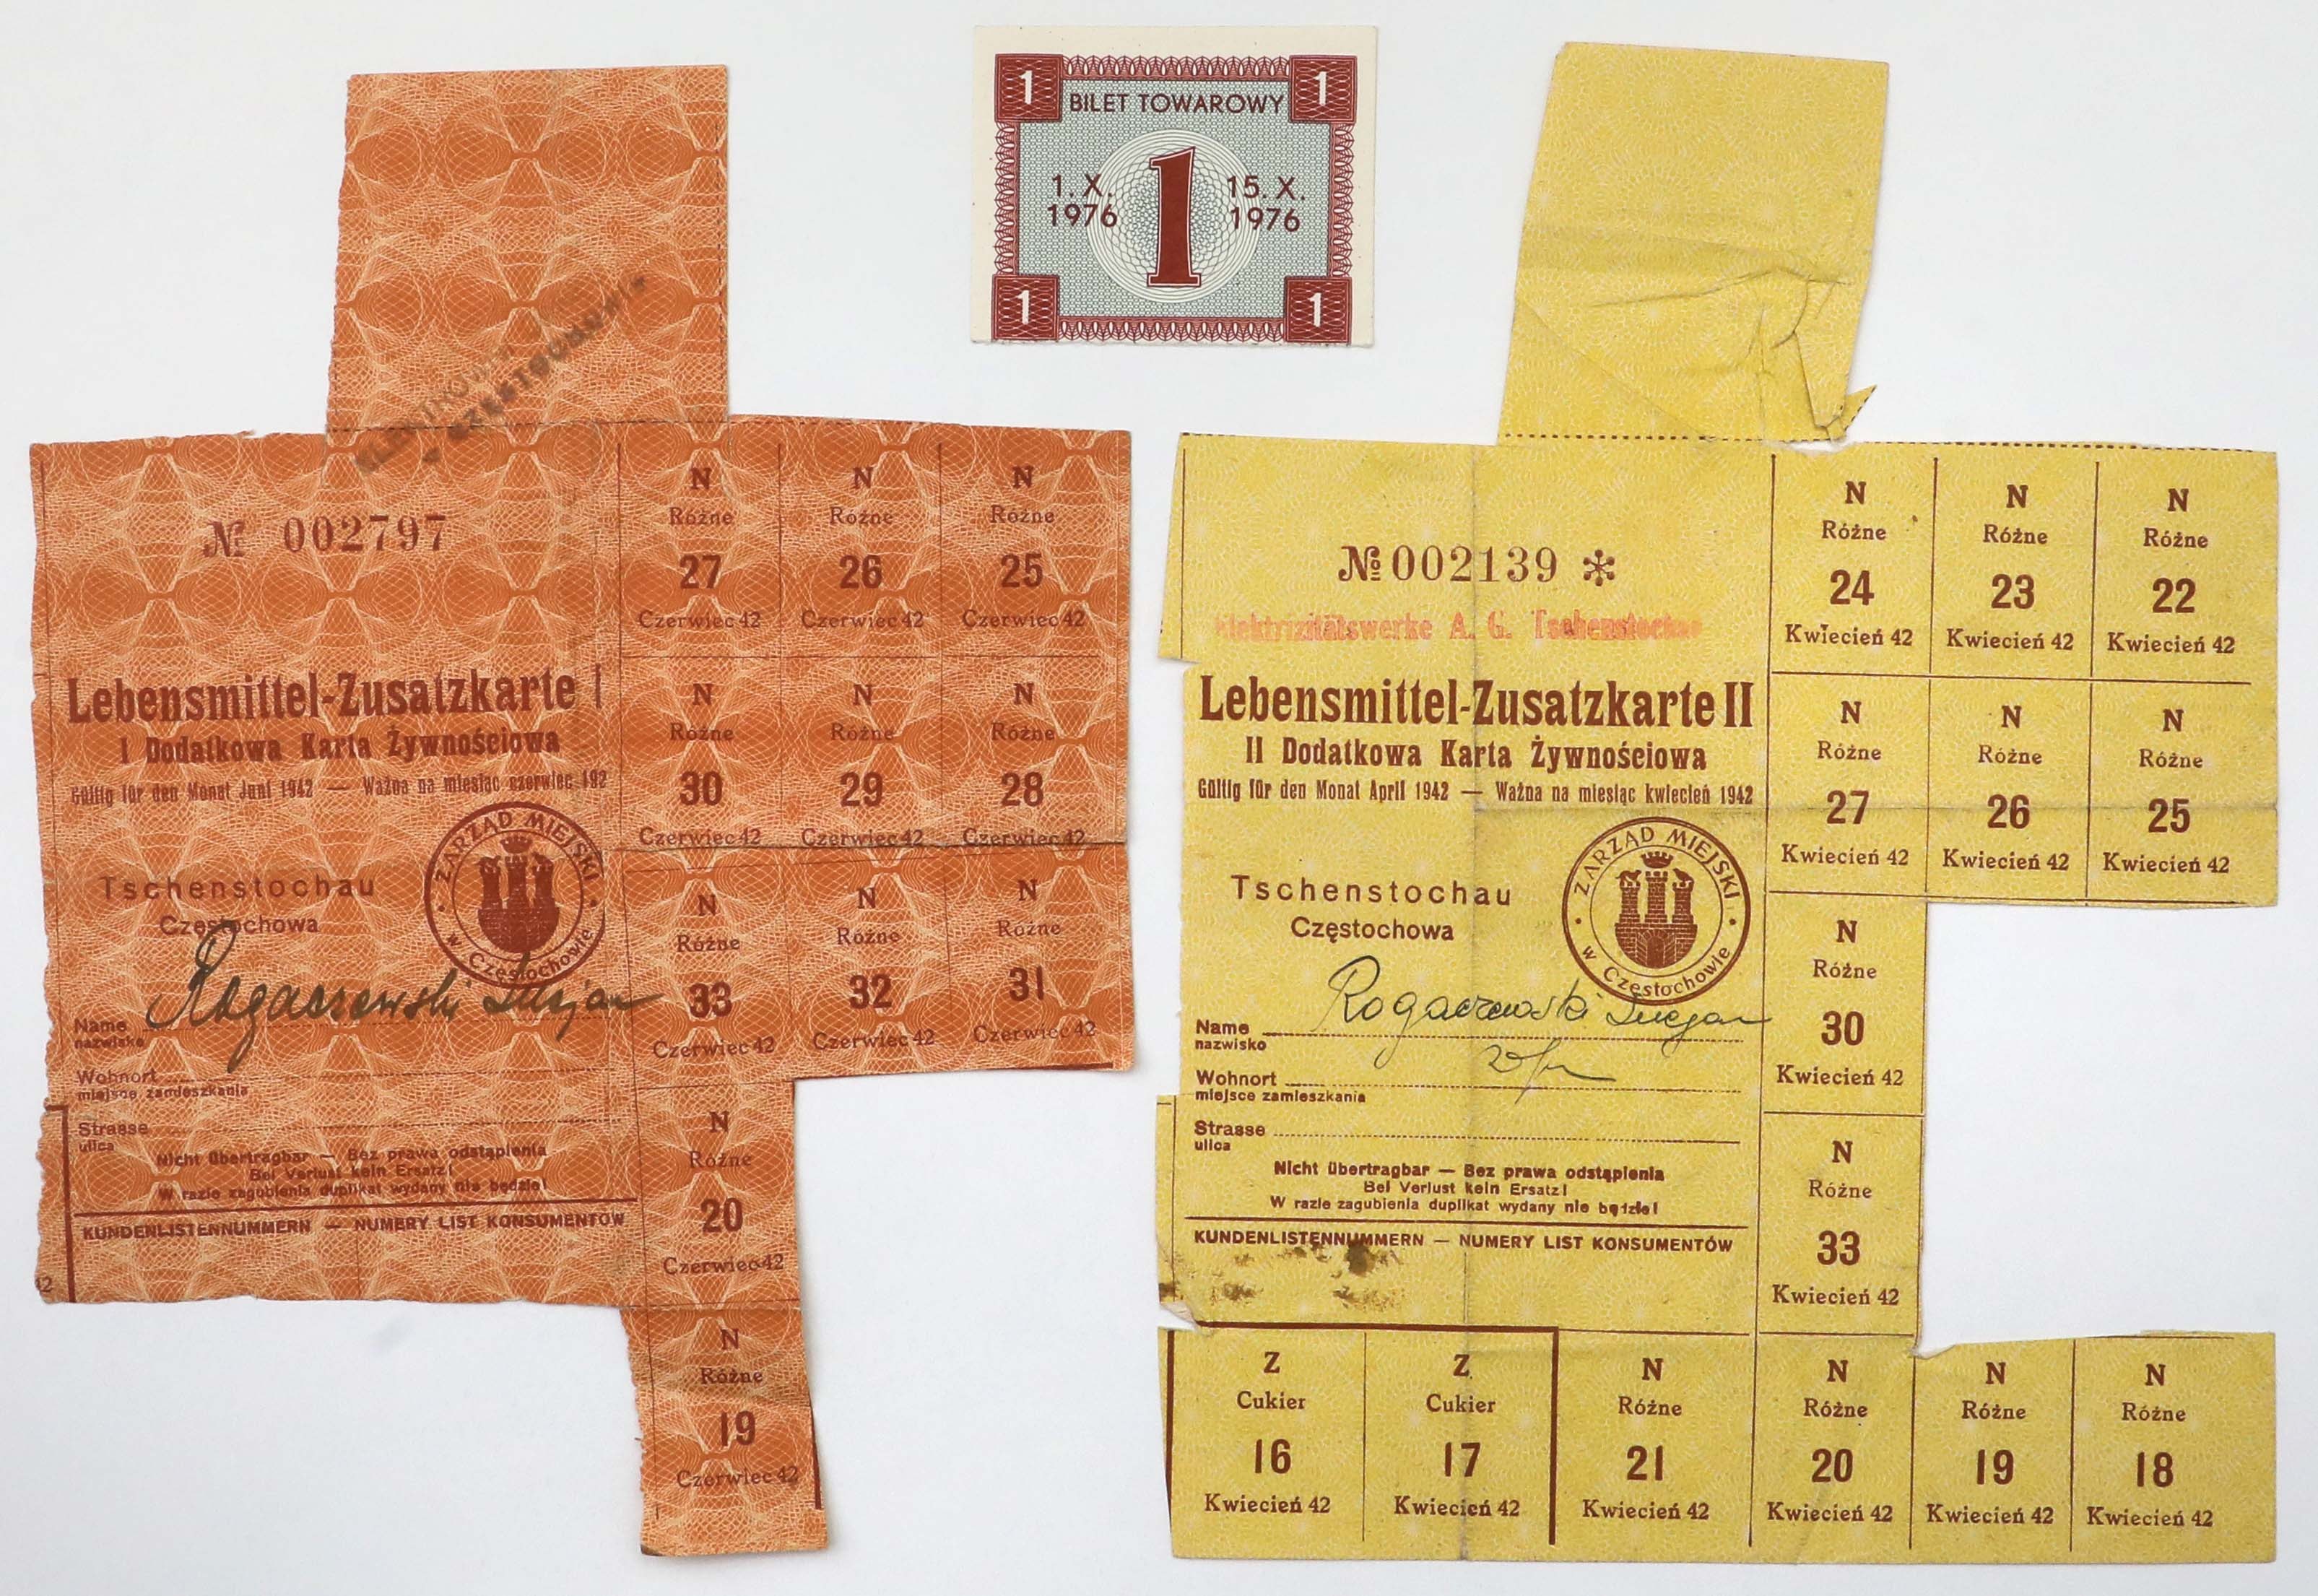 1 1
BILET TOWAROWY
1. X. 1 15. X.
1976 1976
1 1
CZĘSTOCHOWIE
№ 002797
Lebensmittel-Zusatzkarte I
I Dodatkowa Karta Żywnościowa
Gültig für den Monat Juni 1942 — Ważna na miesiąc czerwiec 192
ZARZĄD MIEJSKI
w Częstochowie
Tschenstochau
Częstochowa
Rogaczewski Lucjan
Name
nazwisko
Wohnort
miejsce zamieszkania
Strasse
ulica
Nicht übertragbar — Bez prawa odstąpienia
Bei Verlust kein Ersatz!
W razie zagubienia duplikat wydany nie będzie!
KUNDENLISTENNUMMERN — NUMERY LIST KONSUMENTÓW
42
N N N
Różne Różne Różne
27 26 25
Czerwiec 42 Czerwiec 42 Czerwiec 42
N N N
Różne Różne Różne
30 29 28
Czerwiec 42 Czerwiec 42 Czerwiec 42
N N N
Różne Różne Różne
33 32 31
Czerwiec 42 Czerwiec 42 Czerwiec 42
N
Różne
20
Czerwiec 42
N
Różne
19
Czerwiec 42
№ 002139 *
Elektrizitätswerke A. G. Tschenstochau
Lebensmittel-Zusatzkarte II
II Dodatkowa Karta Żywnościowa
Gültig für den Monat April 1942 — Ważna na miesiąc kwiecień 1942
ZARZĄD MIEJSKI
w Częstochowie
Tschenstochau
Częstochowa
Rogaczewski Lucjan
Name
nazwisko
Wohnort
miejsce zamieszkania
Strasse
ulica
Nicht übertragbar — Bez prawa odstąpienia
Bei Verlust kein Ersatz!
W razie zagubienia duplikat wydany nie będzie!
KUNDENLISTENNUMMERN — NUMERY LIST KONSUMENTÓW
N N N
Różne Różne Różne
24 23 22
Kwiecień 42 Kwiecień 42 Kwiecień 42
N N N
Różne Różne Różne
27 26 25
Kwiecień 42 Kwiecień 42 Kwiecień 42
N
Różne
30
Kwiecień 42
N
Różne
33
Kwiecień 42
Z Z N N N N
Cukier Cukier Różne Różne Różne Różne
16 17 21 20 19 18
Kwiecień 42 Kwiecień 42 Kwiecień 42 Kwiecień 42 Kwiecień 42 Kwiecień 42